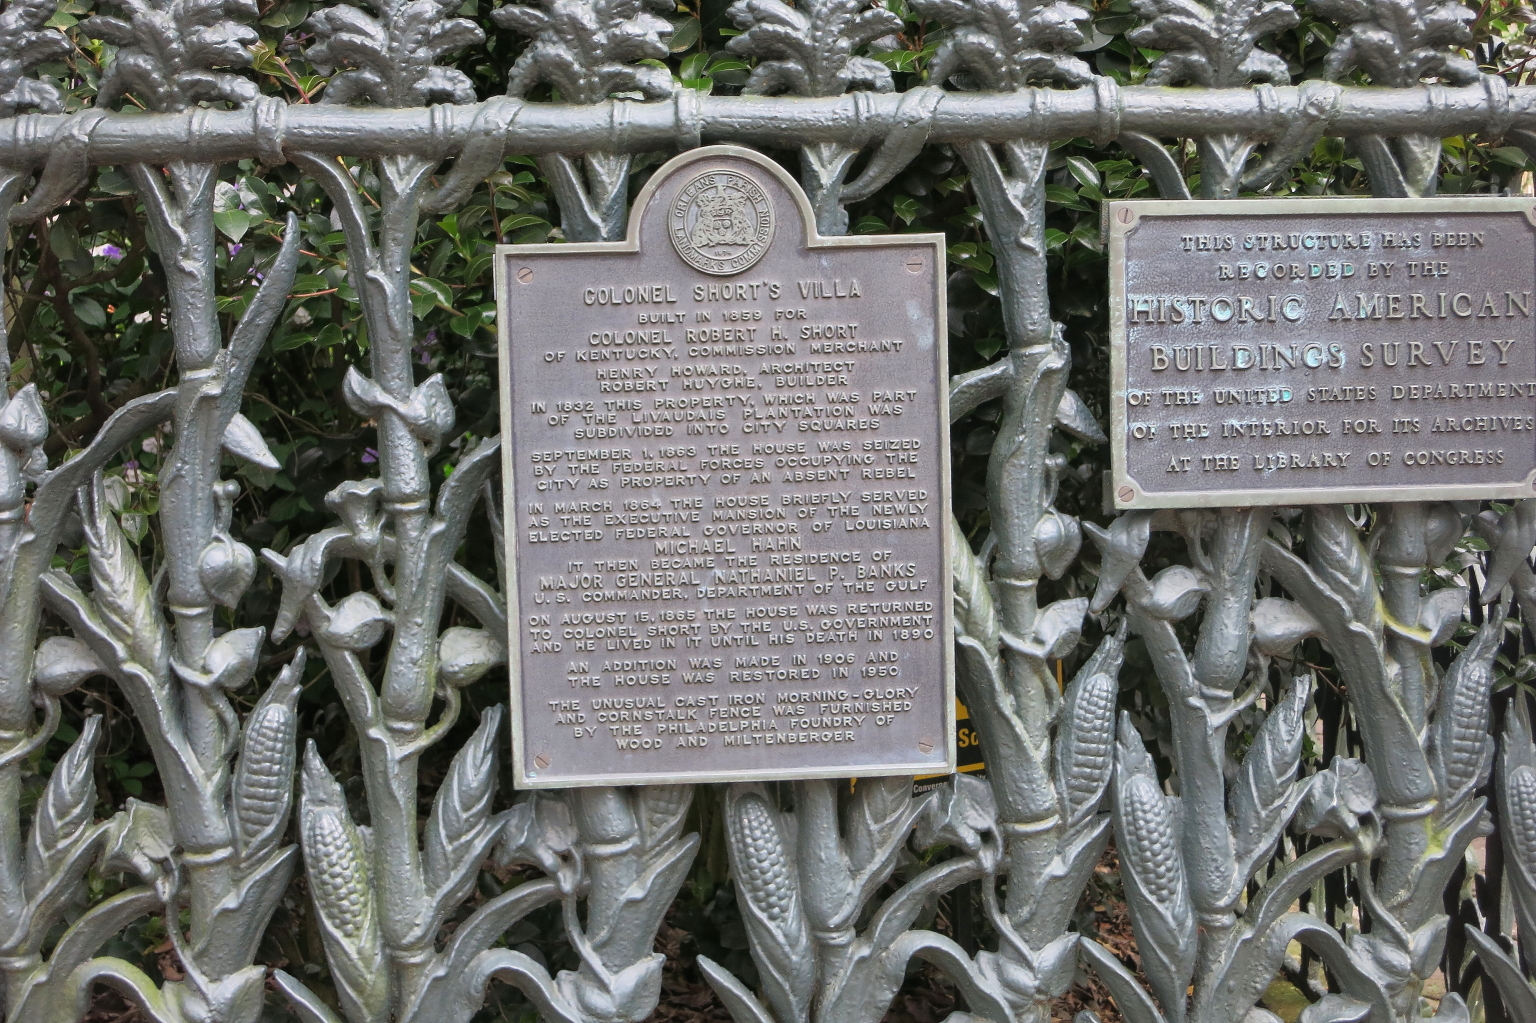 ORLEANS PARISH LANDMARKS COMMISSION
COLONEL SHORT'S VILLA
BUILT IN 1859 FOR
COLONEL ROBERT H. SHORT
OF KENTUCKY, COMMISSION MERCHANT
HENRY HOWARD, ARCHITECT
ROBERT HUYGHE, BUILDER
IN 1832 THIS PROPERTY, WHICH WAS PART
OF THE LIVAUDAIS PLANTATION WAS
SUBDIVIDED INTO CITY SQUARES
SEPTEMBER 1, 1863 THE HOUSE WAS SEIZED
BY THE FEDERAL FORCES OCCUPYING THE
CITY AS PROPERTY OF AN ABSENT REBEL
IN MARCH 1864 THE HOUSE BRIEFLY SERVED
AS THE EXECUTIVE MANSION OF THE NEWLY
ELECTED FEDERAL GOVERNOR OF LOUISIANA
MICHAEL HAHN
IT THEN BECAME THE RESIDENCE OF
MAJOR GENERAL NATHANIEL P. BANKS
U.S. COMMANDER, DEPARTMENT OF THE GULF
ON AUGUST 15, 1865 THE HOUSE WAS RETURNED
TO COLONEL SHORT BY THE U.S. GOVERNMENT
AND HE LIVED IN IT UNTIL HIS DEATH IN 1890
AN ADDITION WAS MADE IN 1906 AND
THE HOUSE WAS RESTORED IN 1950
THE UNUSUAL CAST IRON MORNING-GLORY
AND CORNSTALK FENCE WAS FURNISHED
BY THE PHILADELPHIA FOUNDRY OF
WOOD AND MILTENBERGER
THIS STRUCTURE HAS BEEN
RECORDED BY THE
HISTORIC AMERICAN
BUILDINGS SURVEY
OF THE UNITED STATES DEPARTMENT
OF THE INTERIOR FOR ITS ARCHIVES
AT THE LIBRARY OF CONGRESS